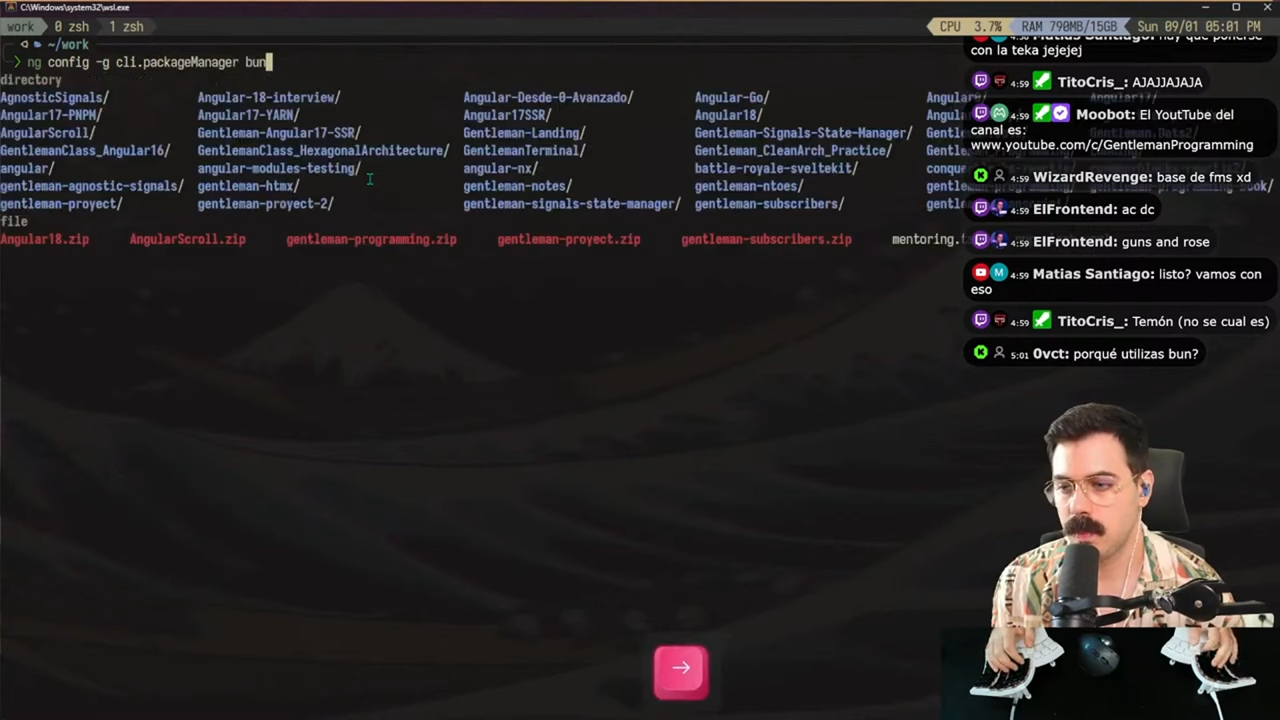 C:\Windows\system32\wsl.exe
work 0 zsh 1 zsh CPU 3.7% RAM 790MB/15GB Sun 09/01 05:01 PM
~/work
❯ ng config -g cli.packageManager bun
directory
AgnosticSignals/ Angular-18-interview/ Angular-Desde-0-Avanzado/ Angular-Go/
Angular17-PNPM/ Angular17-YARN/ Angular17SSR/ Angular18/
AngularScroll/ Gentleman-Angular17-SSR/ Gentleman-Landing/ Gentleman-Signals-State-Manager/
GentlemanClass_Angular16/ GentlemanClass_HexagonalArchitecture/ GentlemanTerminal/ Gentleman_CleanArch_Practice/
angular/ angular-modules-testing/ angular-nx/ battle-royale-sveltekit/
gentleman-agnostic-signals/ gentleman-htmx/ gentleman-notes/ gentleman-ntoes/
gentleman-proyect/ gentleman-proyect-2/ gentleman-signals-state-manager/ gentleman-subscribers/
file
Angular18.zip AngularScroll.zip gentleman-programming.zip gentleman-proyect.zip gentleman-subscribers.zip
con la teka jejejej
4:59 TitoCris_: AJAJJAJAJA
4:59 Moobot: El YouTube del
canal es:
www.youtube.com/c/GentlemanProgramming
4:59 WizardRevenge: base de fms xd
4:59 ElFrontend: ac dc
4:59 ElFrontend: guns and rose
4:59 Matias Santiago: listo? vamos con
eso
4:59 TitoCris_: Temón (no se cual es)
5:01 0vct: porqué utilizas bun?
→